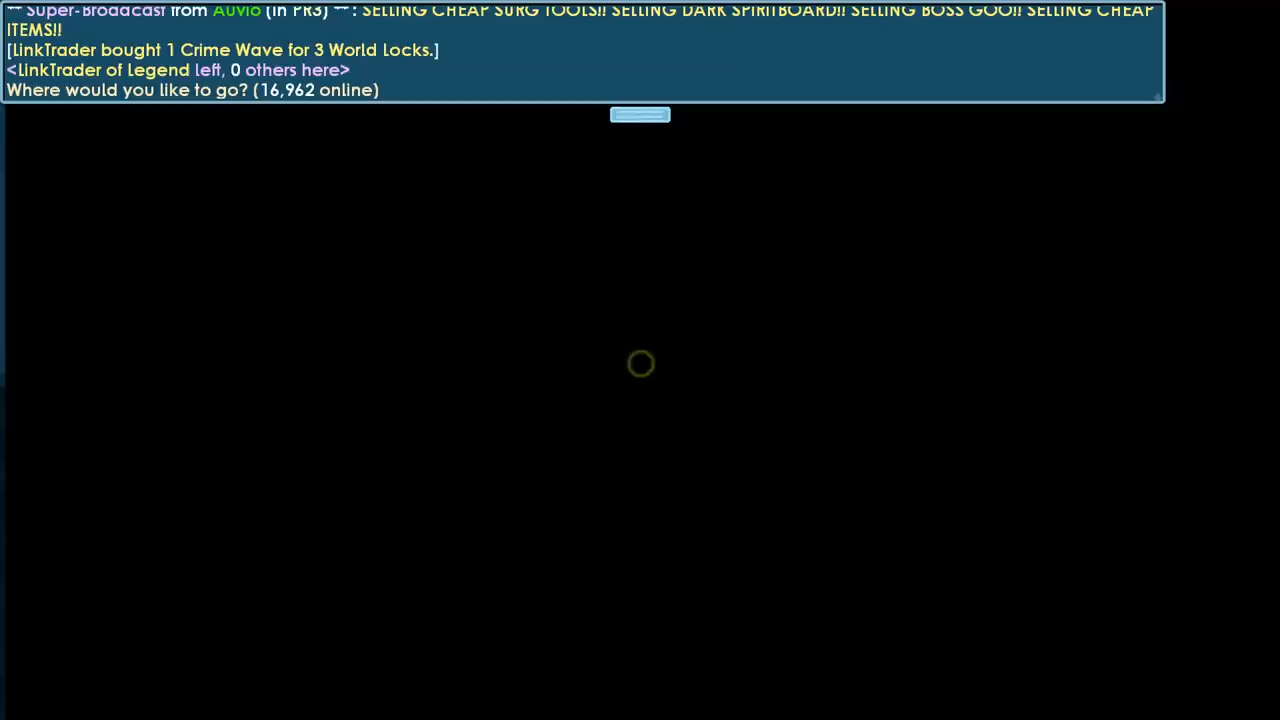 ** Super-Broadcast from Auvio (in PR3) ** : SELLING CHEAP SURG TOOLS!! SELLING DARK SPIRITBOARD!! SELLING BOSS GOO!! SELLING CHEAP
ITEMS!!
[LinkTrader bought 1 Crime Wave for 3 World Locks.]
<LinkTrader of Legend left, 0 others here>
Where would you like to go? (16,962 online)